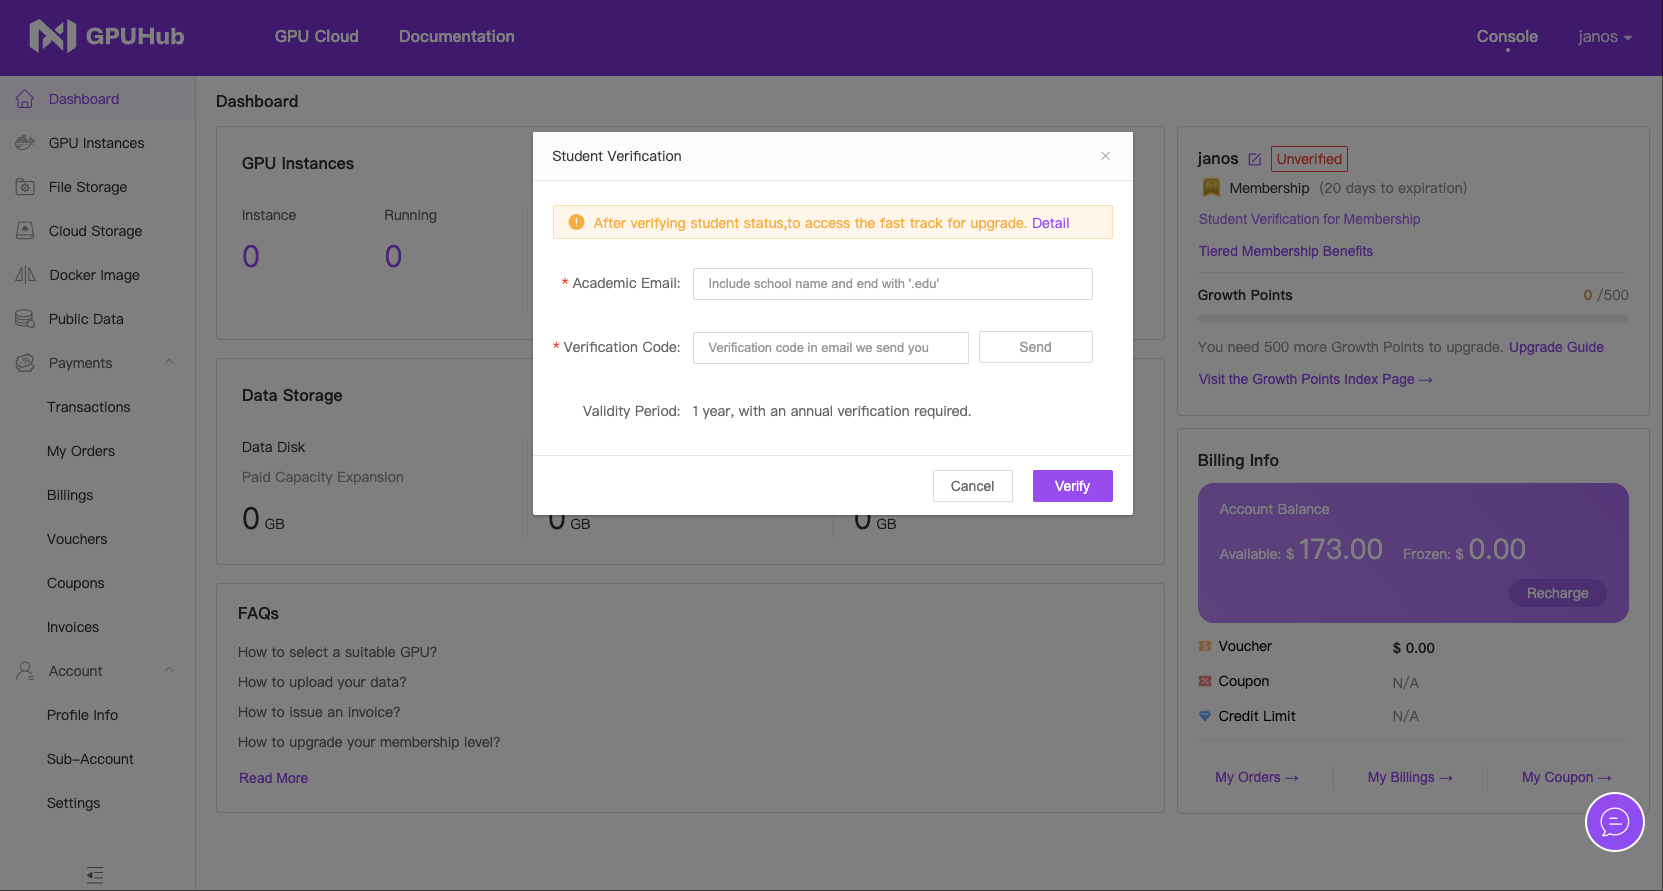 GPUHub
GPU Cloud
Documentation
Console
janos
Dashboard
GPU Instances
File Storage
Cloud Storage
Docker Image
Public Data
Payments
Transactions
My Orders
Billings
Vouchers
Coupons
Invoices
Account
Profile Info
Sub-Account
Settings
Dashboard
GPU Instances
Instance
Running
0
0
Data Storage
Data Disk
Paid Capacity Expansion
0 GB
0 GB
0 GB
FAQs
How to select a suitable GPU?
How to upload your data?
How to issue an invoice?
How to upgrade your membership level?
Read More
Student Verification
After verifying student status,to access the fast track for upgrade. Detail
* Academic Email: Include school name and end with '.edu'
* Verification Code: Verification code in email we send you Send
Validity Period: 1 year, with an annual verification required.
Cancel
Verify
janos Unverified
Membership (20 days to expiration)
Student Verification for Membership
Tiered Membership Benefits
Growth Points 0 /500
You need 500 more Growth Points to upgrade. Upgrade Guide
Visit the Growth Points Index Page →
Billing Info
Account Balance
Available: $ 173.00 Frozen: $ 0.00
Recharge
Voucher $ 0.00
Coupon N/A
Credit Limit N/A
My Orders → My Billings → My Coupon →